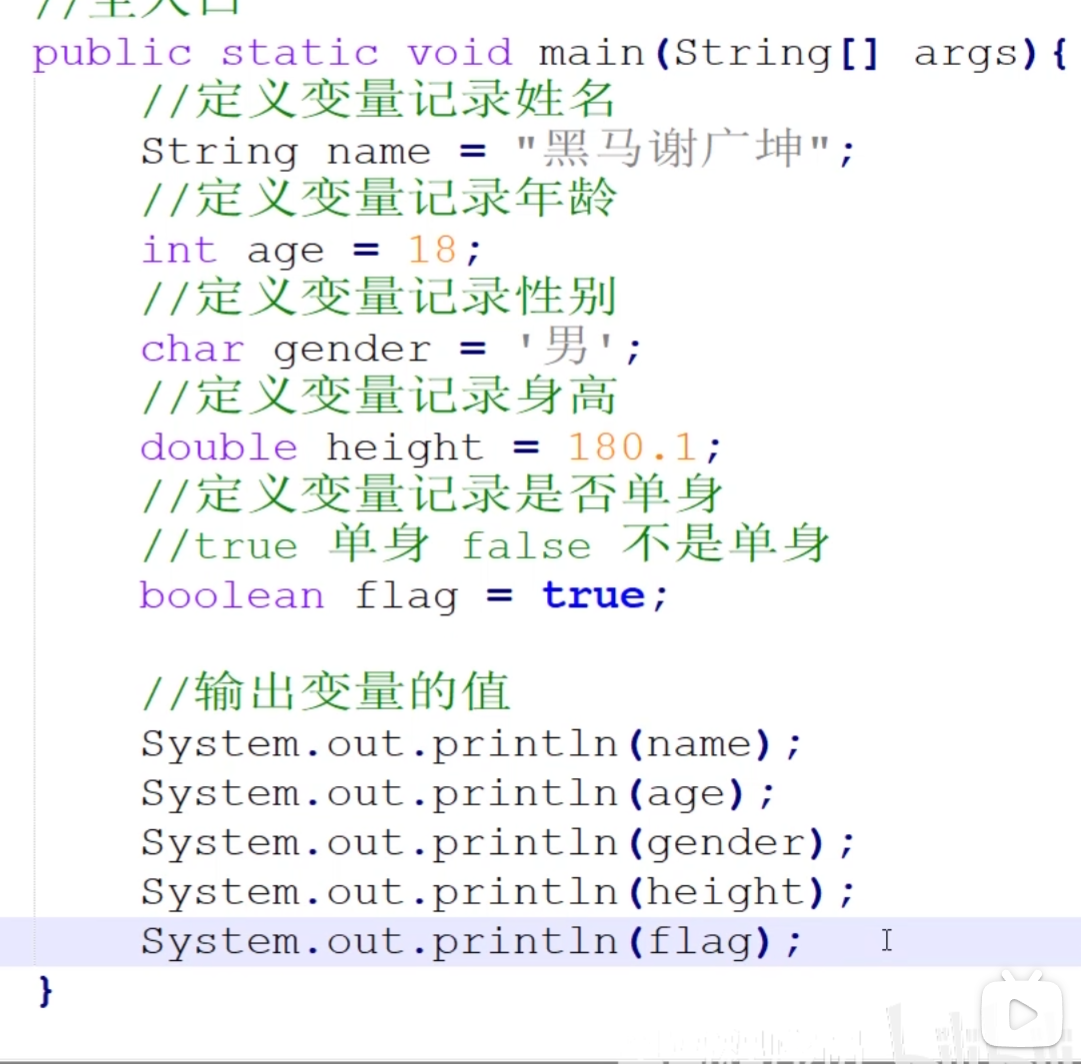 //主入口
public static void main(String[] args){
//定义变量记录姓名
String name = "黑马谢广坤";
//定义变量记录年龄
int age = 18;
//定义变量记录性别
char gender = '男';
//定义变量记录身高
double height = 180.1;
//定义变量记录是否单身
//true 单身 false 不是单身
boolean flag = true;
//输出变量的值
System.out.println(name);
System.out.println(age);
System.out.println(gender);
System.out.println(height);
System.out.println(flag);
}